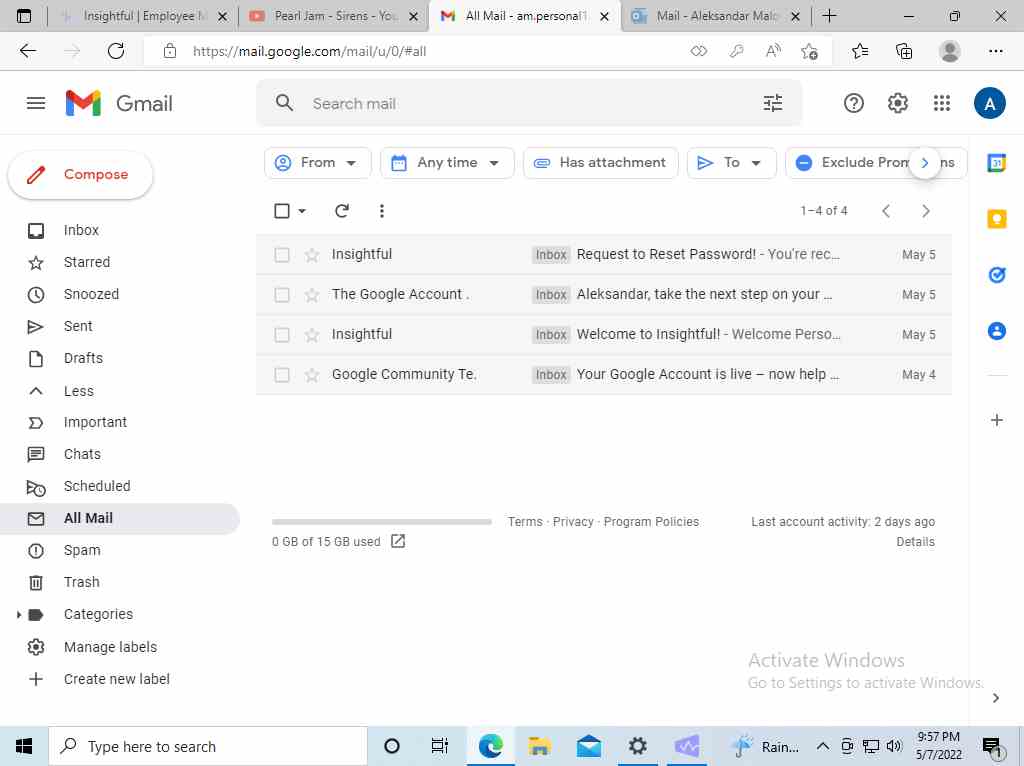 Insightful | Employee M
Pearl Jam - Sirens - You
All Mail - am.personal1
Mail - Aleksandar Malo
https://mail.google.com/mail/u/0/#all
Gmail
Search mail
A
Compose
From
Any time
Has attachment
To
Exclude Prom ns
31
1–4 of 4
Inbox
Starred
Snoozed
Sent
Drafts
Less
Important
Chats
Scheduled
All Mail
Spam
Trash
Categories
Manage labels
Create new label
Insightful Inbox Request to Reset Password! - You're rec... May 5
The Google Account . Inbox Aleksandar, take the next step on your ... May 5
Insightful Inbox Welcome to Insightful! - Welcome Perso... May 5
Google Community Te. Inbox Your Google Account is live – now help ... May 4
0 GB of 15 GB used
Terms · Privacy · Program Policies
Last account activity: 2 days ago
Details
Activate Windows
Go to Settings to activate Windows.
Type here to search
Rain...
9:57 PM
5/7/2022
1